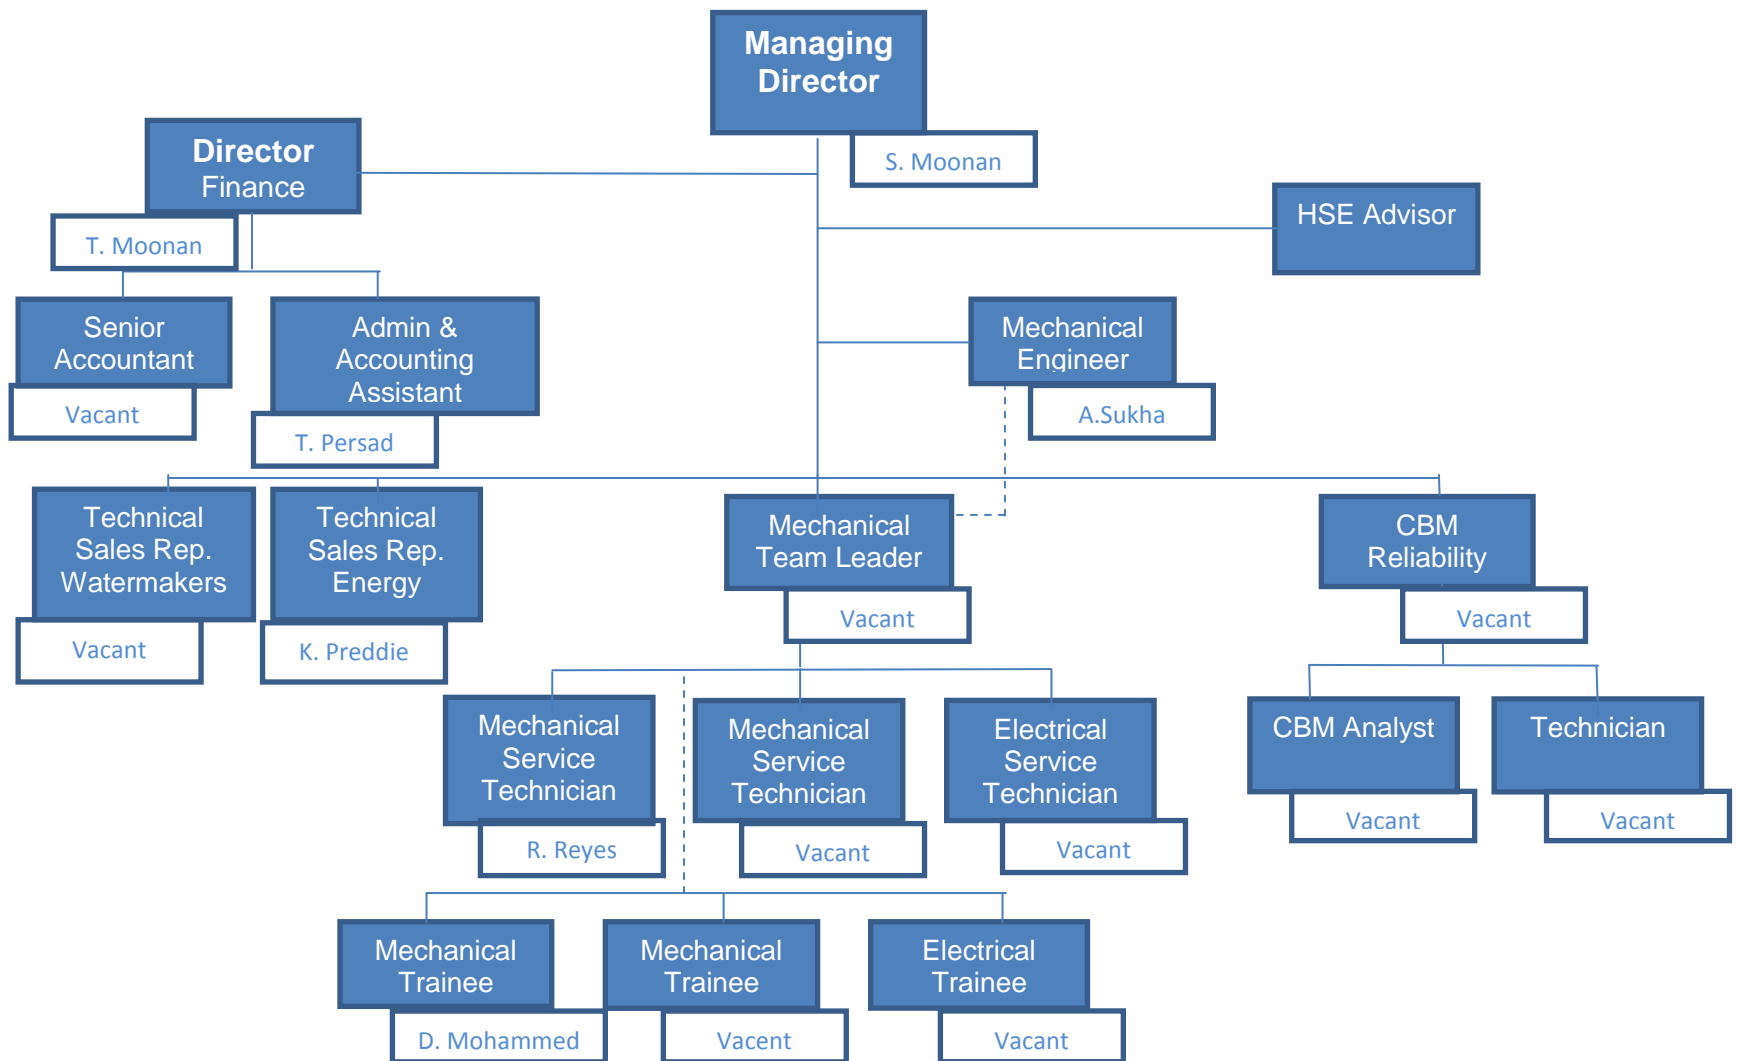 Managing
Director
S. Moonan
Director
Finance
T. Moonan
HSE Advisor
Senior
Accountant
Vacant
Admin &
Accounting
Assistant
T. Persad
Mechanical
Engineer
A.Sukha
Technical
Sales Rep.
Watermakers
Vacant
Technical
Sales Rep.
Energy
K. Preddie
Mechanical
Team Leader
Vacant
CBM
Reliability
Vacant
Mechanical
Service
Technician
R. Reyes
Mechanical
Service
Technician
Vacant
Electrical
Service
Technician
Vacant
CBM Analyst
Vacant
Technician
Vacant
Mechanical
Trainee
D. Mohammed
Mechanical
Trainee
Vacent
Electrical
Trainee
Vacant